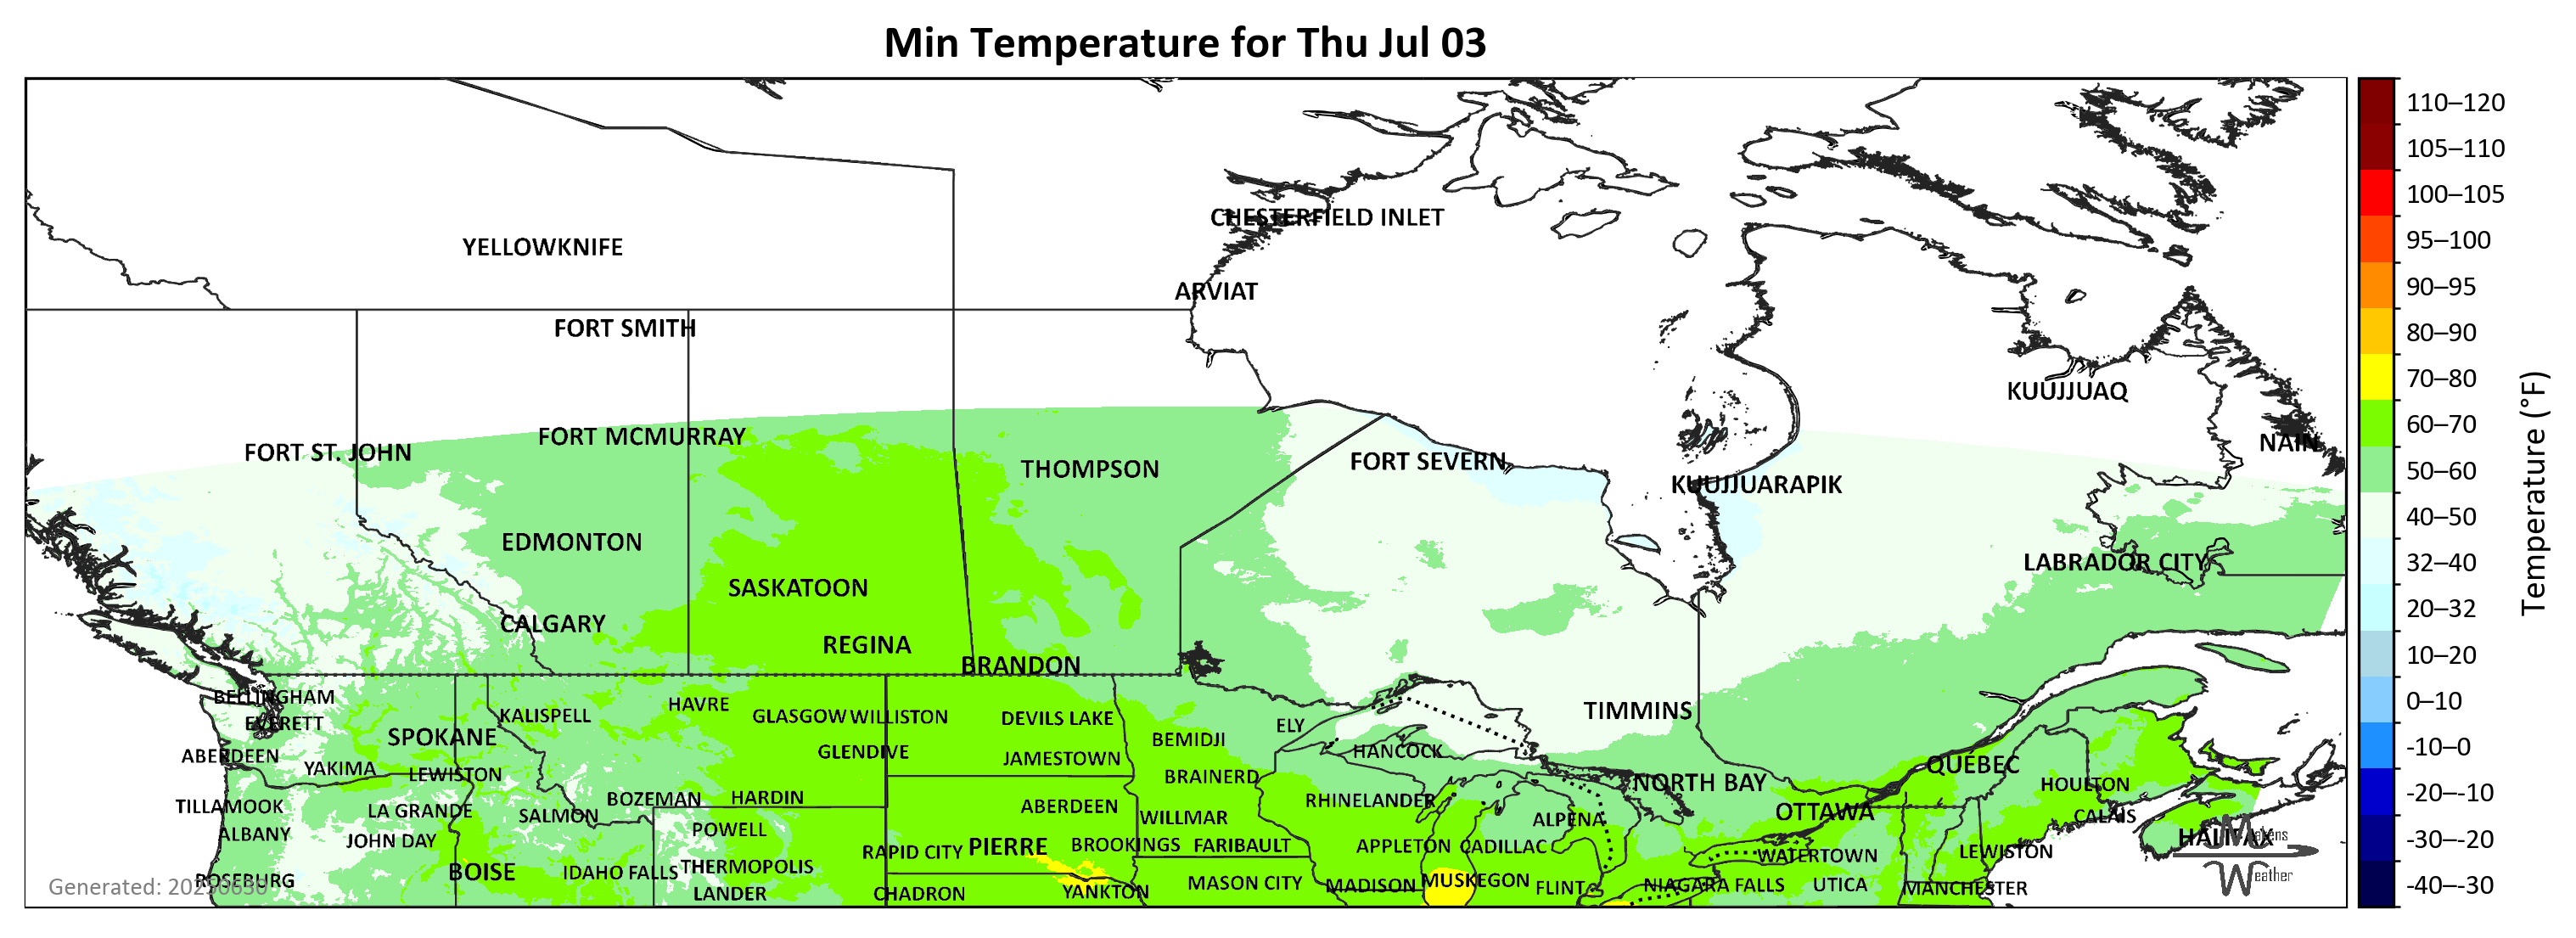 Min Temperature for Thu Jul 03
110–120
105–110
CHESTERFIELD INLET
100–105
YELLOWKNIFE
95–100
ARVIAT
90–95
FORT SMITH
80–90
KUUJJUAQ
70–80
FORT MCMURRAY
60–70
FORT ST. JOHN
NAIN
THOMPSON
FORT SEVERN
50–60
KUUJJUARAPIK
40–50
EDMONTON
LABRADOR CITY
32–40
Temperature (°F)
SASKATOON
20–32
CALGARY
REGINA
BRANDON
10–20
BELLINGHAM
HAVRE
0–10
KALISPELL
GLASGOW
WILLISTON
DEVILS LAKE
TIMMINS
EVERETT
ELY
SPOKANE
BEMIDJI
-10–0
ABERDEEN
GLENDIVE
JAMESTOWN
HANCOCK
YAKIMA
LEWISTON
BRAINERD
NORTH BAY
QUÉBEC
HOULTON
-20–-10
TILLAMOOK
LA GRANDE
BOZEMAN
HARDIN
ABERDEEN
RHINELANDER
SALMON
WILLMAR
ALPENA
OTTAWA
CALAIS
ALBANY
JOHN DAY
POWELL
PIERRE
BROOKINGS
FARIBAULT
APPLETON
CADILLAC
HALIFAX
Makens
-30–-20
RAPID CITY
WATERTOWN
LEWISTON
BOISE
IDAHO FALLS
THERMOPOLIS
Weather
ROSEBURG
Generated: 20250630
LANDER
CHADRON
YANKTON
MASON CITY
MADISON
MUSKEGON
FLINT
NIAGARA FALLS
UTICA
MANCHESTER
-40–-30